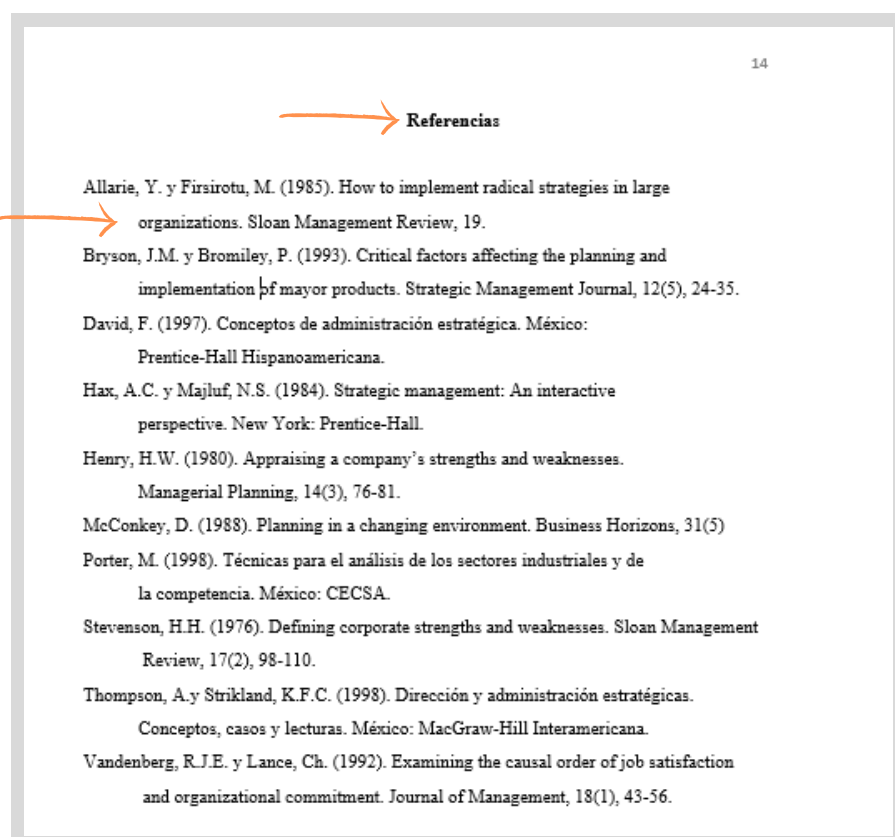 14
Referencias
Allarie, Y. y Firsirotu, M. (1985). How to implement radical strategies in large
organizations. Sloan Management Review, 19.
Bryson, J.M. y Bromiley, P. (1993). Critical factors affecting the planning and
implementation of mayor products. Strategic Management Journal, 12(5), 24-35.
David, F. (1997). Conceptos de administración estratégica. México:
Prentice-Hall Hispanoamericana.
Hax, A.C. y Majluf, N.S. (1984). Strategic management: An interactive
perspective. New York: Prentice-Hall.
Henry, H.W. (1980). Appraising a company’s strengths and weaknesses.
Managerial Planning, 14(3), 76-81.
McConkey, D. (1988). Planning in a changing environment. Business Horizons, 31(5)
Porter, M. (1998). Técnicas para el análisis de los sectores industriales y de
la competencia. México: CECSA.
Stevenson, H.H. (1976). Defining corporate strengths and weaknesses. Sloan Management
Review, 17(2), 98-110.
Thompson, A.y Strikland, K.F.C. (1998). Dirección y administración estratégicas.
Conceptos, casos y lecturas. México: MacGraw-Hill Interamericana.
Vandenberg, R.J.E. y Lance, Ch. (1992). Examining the causal order of job satisfaction
and organizational commitment. Journal of Management, 18(1), 43-56.